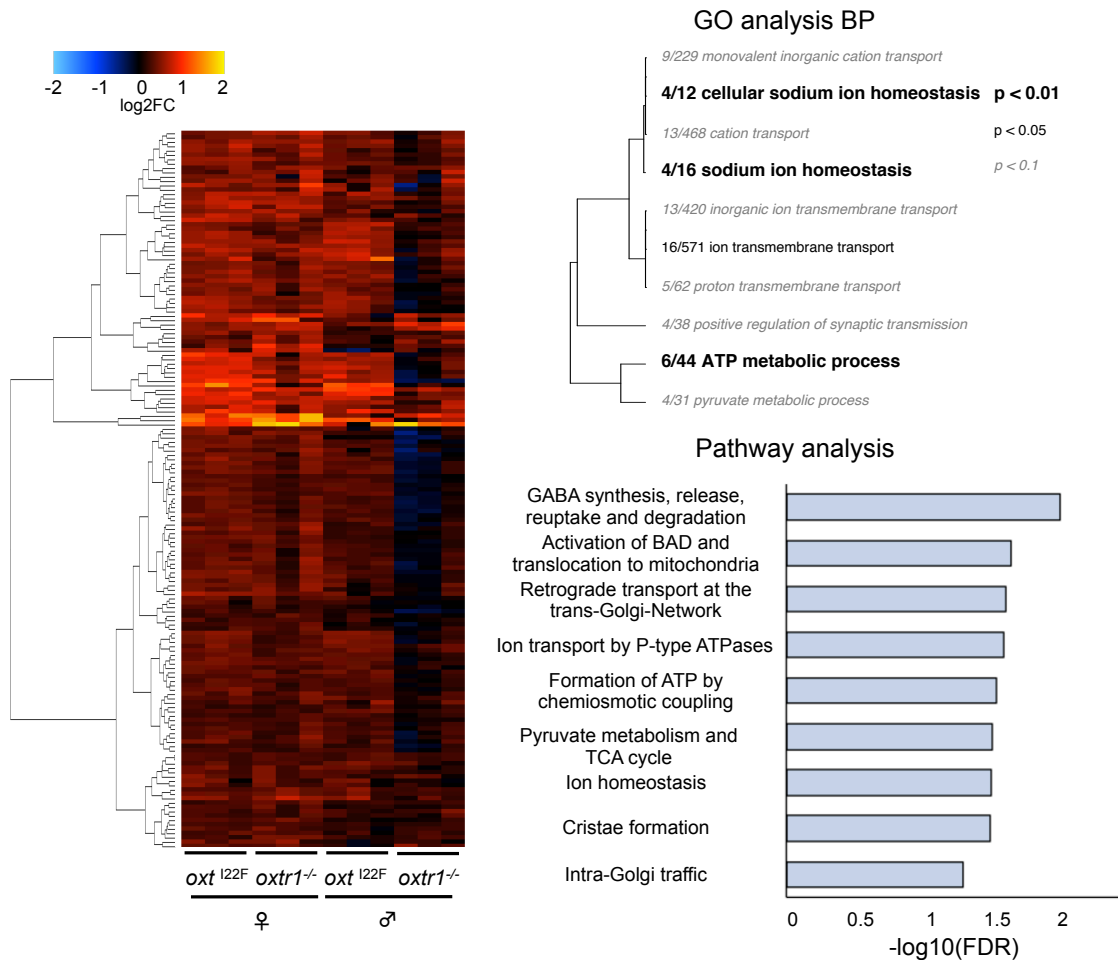 GO analysis BP
-2 -1 0 1 2
log2FC
9/229 monovalent inorganic cation transport
4/12 cellular sodium ion homeostasis p < 0.01
13/468 cation transport p < 0.05
4/16 sodium ion homeostasis p < 0.1
13/420 inorganic ion transmembrane transport
16/571 ion transmembrane transport
5/62 proton transmembrane transport
4/38 positive regulation of synaptic transmission
6/44 ATP metabolic process
4/31 pyruvate metabolic process
oxt I22F oxtr1-/- oxt I22F oxtr1-/-
♀ ♂
Pathway analysis
GABA synthesis, release,
reuptake and degradation
Activation of BAD and
translocation to mitochondria
Retrograde transport at the
trans-Golgi-Network
Ion transport by P-type ATPases
Formation of ATP by
chemiosmotic coupling
Pyruvate metabolism and
TCA cycle
Ion homeostasis
Cristae formation
Intra-Golgi traffic
0 0.5 1 1.5 2
-log10(FDR)